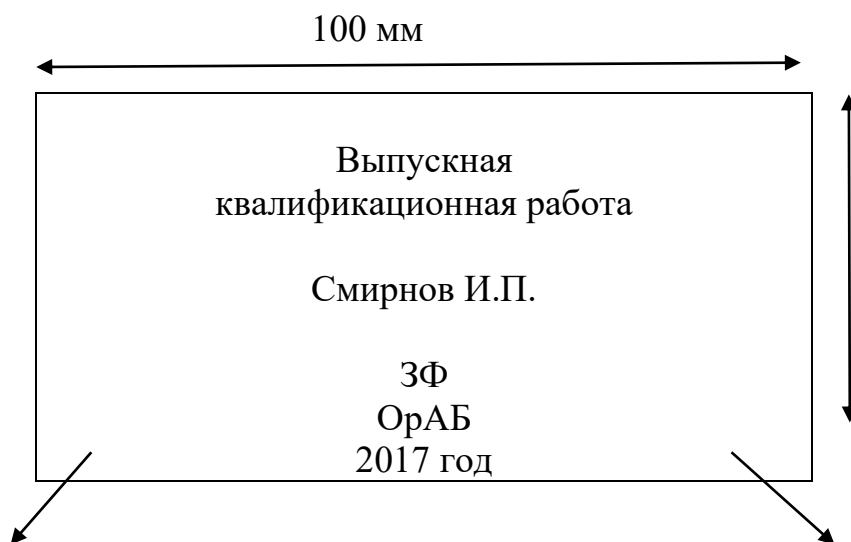 100 мм
Выпускная
квалификационная работа
Смирнов И.П.
ЗФ
ОрАБ
2017 год